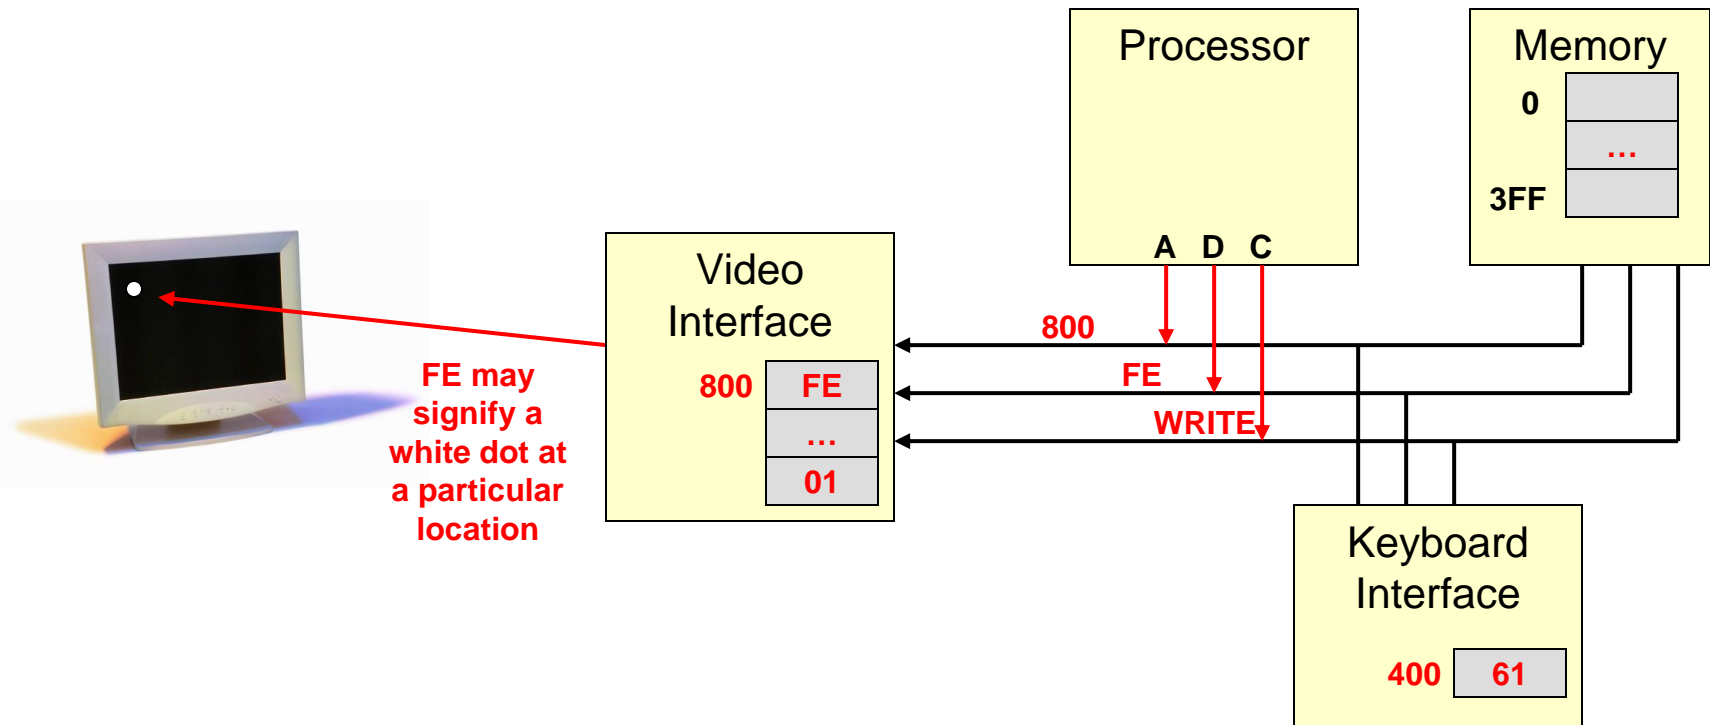 Processor
A D C
Memory
0
…
3FF
Video
Interface
800 FE
…
01
800
FE
WRITE
FE may
signify a
white dot at
a particular
location
Keyboard
Interface
400 61